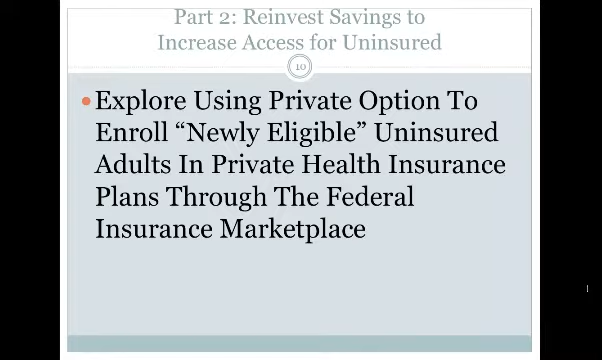 Part 2: Reinvest Savings to
Increase Access for Uninsured
10
• Explore Using Private Option To
Enroll “Newly Eligible” Uninsured
Adults In Private Health Insurance
Plans Through The Federal
Insurance Marketplace